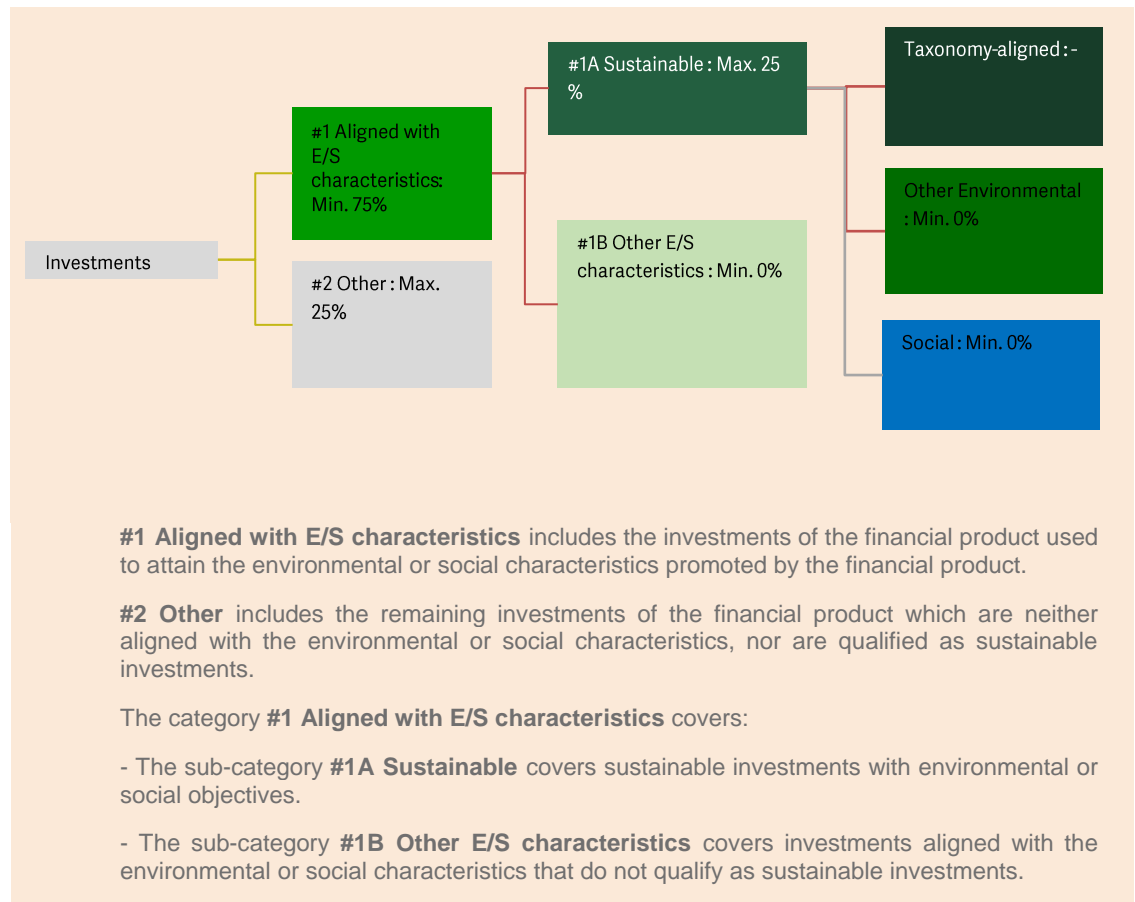 Investments
#1 Aligned with
E/S
characteristics:
Min. 75%
#2 Other : Max.
25%
#1A Sustainable : Max. 25
%
#1B Other E/S
characteristics : Min. 0%
Taxonomy-aligned : -
Other Environmental
: Min. 0%
Social : Min. 0%
#1 Aligned with E/S characteristics includes the investments of the financial product used
to attain the environmental or social characteristics promoted by the financial product.
#2 Other includes the remaining investments of the financial product which are neither
aligned with the environmental or social characteristics, nor are qualified as sustainable
investments.
The category #1 Aligned with E/S characteristics covers:
- The sub-category #1A Sustainable covers sustainable investments with environmental or
social objectives.
- The sub-category #1B Other E/S characteristics covers investments aligned with the
environmental or social characteristics that do not qualify as sustainable investments.